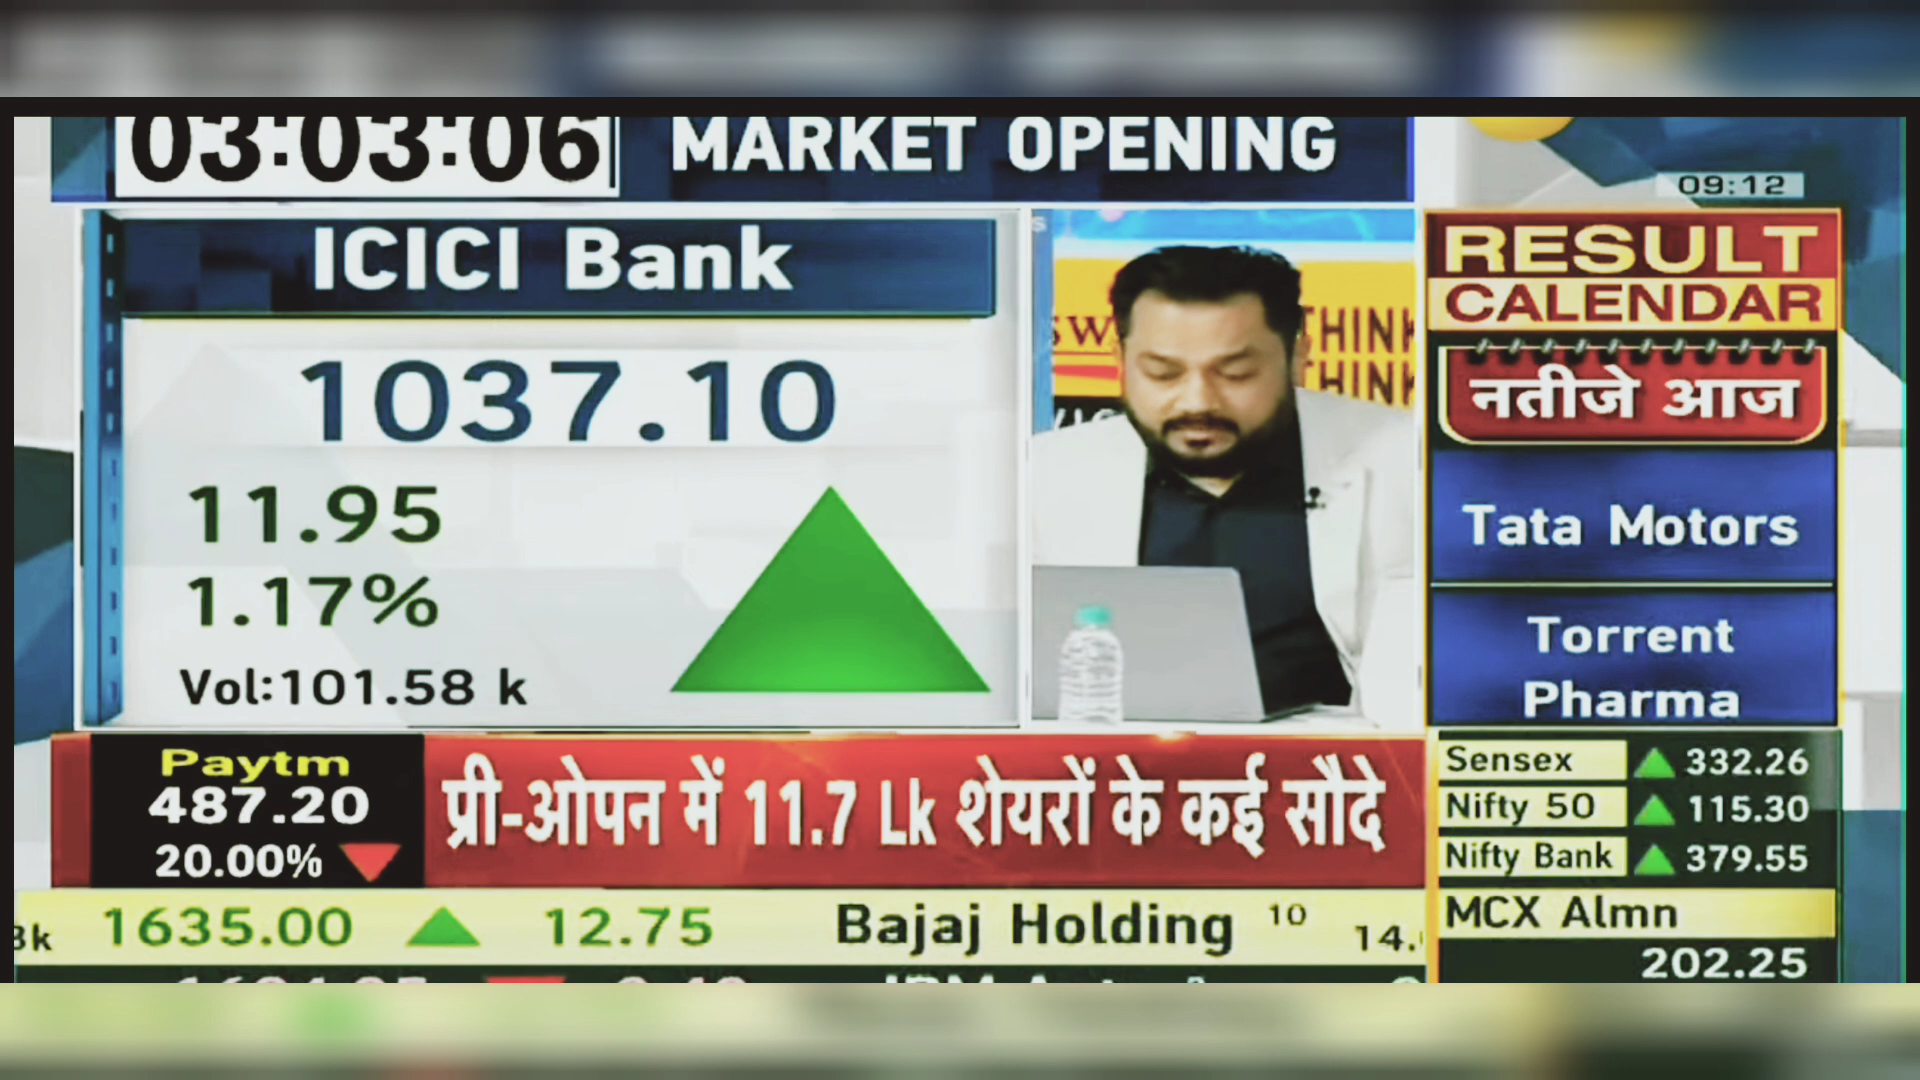 03:03:06
MARKET OPENING
09:12
ICICI Bank
1037.10
11.95
1.17%
Vol:101.58 k
THINK
THINK
RESULT
CALENDAR
नतीजे आज
Tata Motors
Torrent
Pharma
Paytm
487.20
20.00%
प्री-ओपन में 11.7 Lk शेयरों के कई सौदे
Sensex 332.26
Nifty 50 115.30
Nifty Bank 379.55
MCX Almn
202.25
1635.00 12.75 Bajaj Holding 10 14.